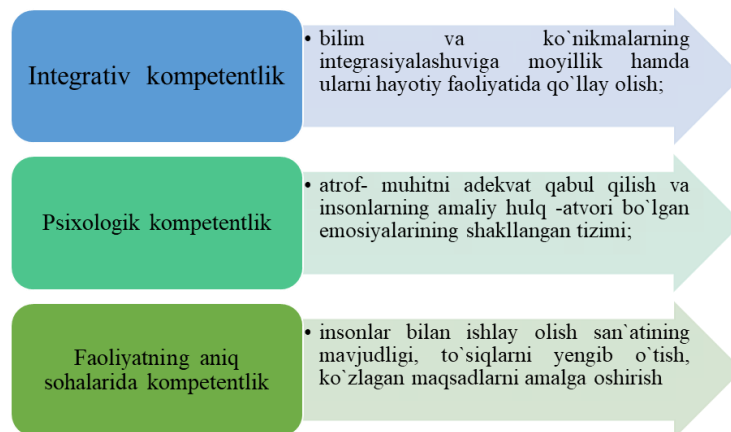 Integrativ kompetentlik
• bilim va ko`nikmalarning
integrasiyalashuviga moyillik hamda
ularni hayotiy faoliyatida qo`llay olish;
Psixologik kompetentlik
• atrof- muhitni adekvat qabul qilish va
insonlarning amaliy hulq -atvori bo`lgan
emosiyalarining shakllangan tizimi;
Faoliyatning aniq
sohalarida kompetentlik
• insonlar bilan ishlay olish san`atining
mavjudligi, to`siqlarni yengib o`tish,
ko`zlagan maqsadlarni amalga oshirish